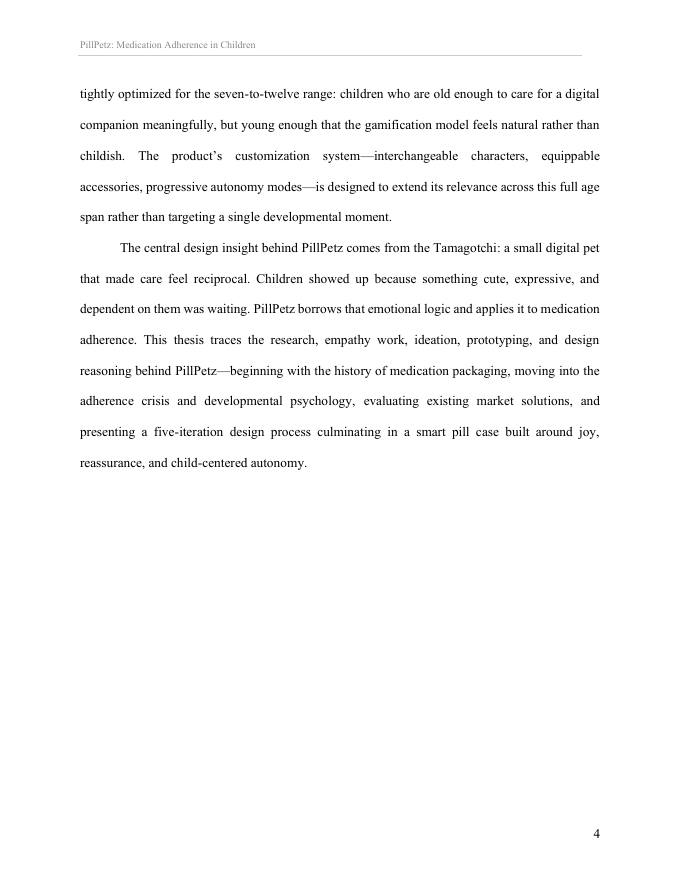 PillPetz: Medication Adherence in Children
tightly optimized for the seven-to-twelve range: children who are old enough to care for a digital
companion meaningfully, but young enough that the gamification model feels natural rather than
childish. The product’s customization system—interchangeable characters, equippable
accessories, progressive autonomy modes—is designed to extend its relevance across this full age
span rather than targeting a single developmental moment.
The central design insight behind PillPetz comes from the Tamagotchi: a small digital pet
that made care feel reciprocal. Children showed up because something cute, expressive, and
dependent on them was waiting. PillPetz borrows that emotional logic and applies it to medication
adherence. This thesis traces the research, empathy work, ideation, prototyping, and design
reasoning behind PillPetz—beginning with the history of medication packaging, moving into the
adherence crisis and developmental psychology, evaluating existing market solutions, and
presenting a five-iteration design process culminating in a smart pill case built around joy,
reassurance, and child-centered autonomy.
4